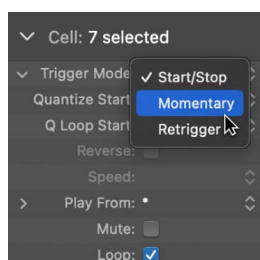 Cell: 7 selected
Trigger Mode
✓ Start/Stop
Quantize Start
Momentary
Q Loop Start
Retrigger
Reverse:
Speed:
Play From: •
Mute:
Loop: